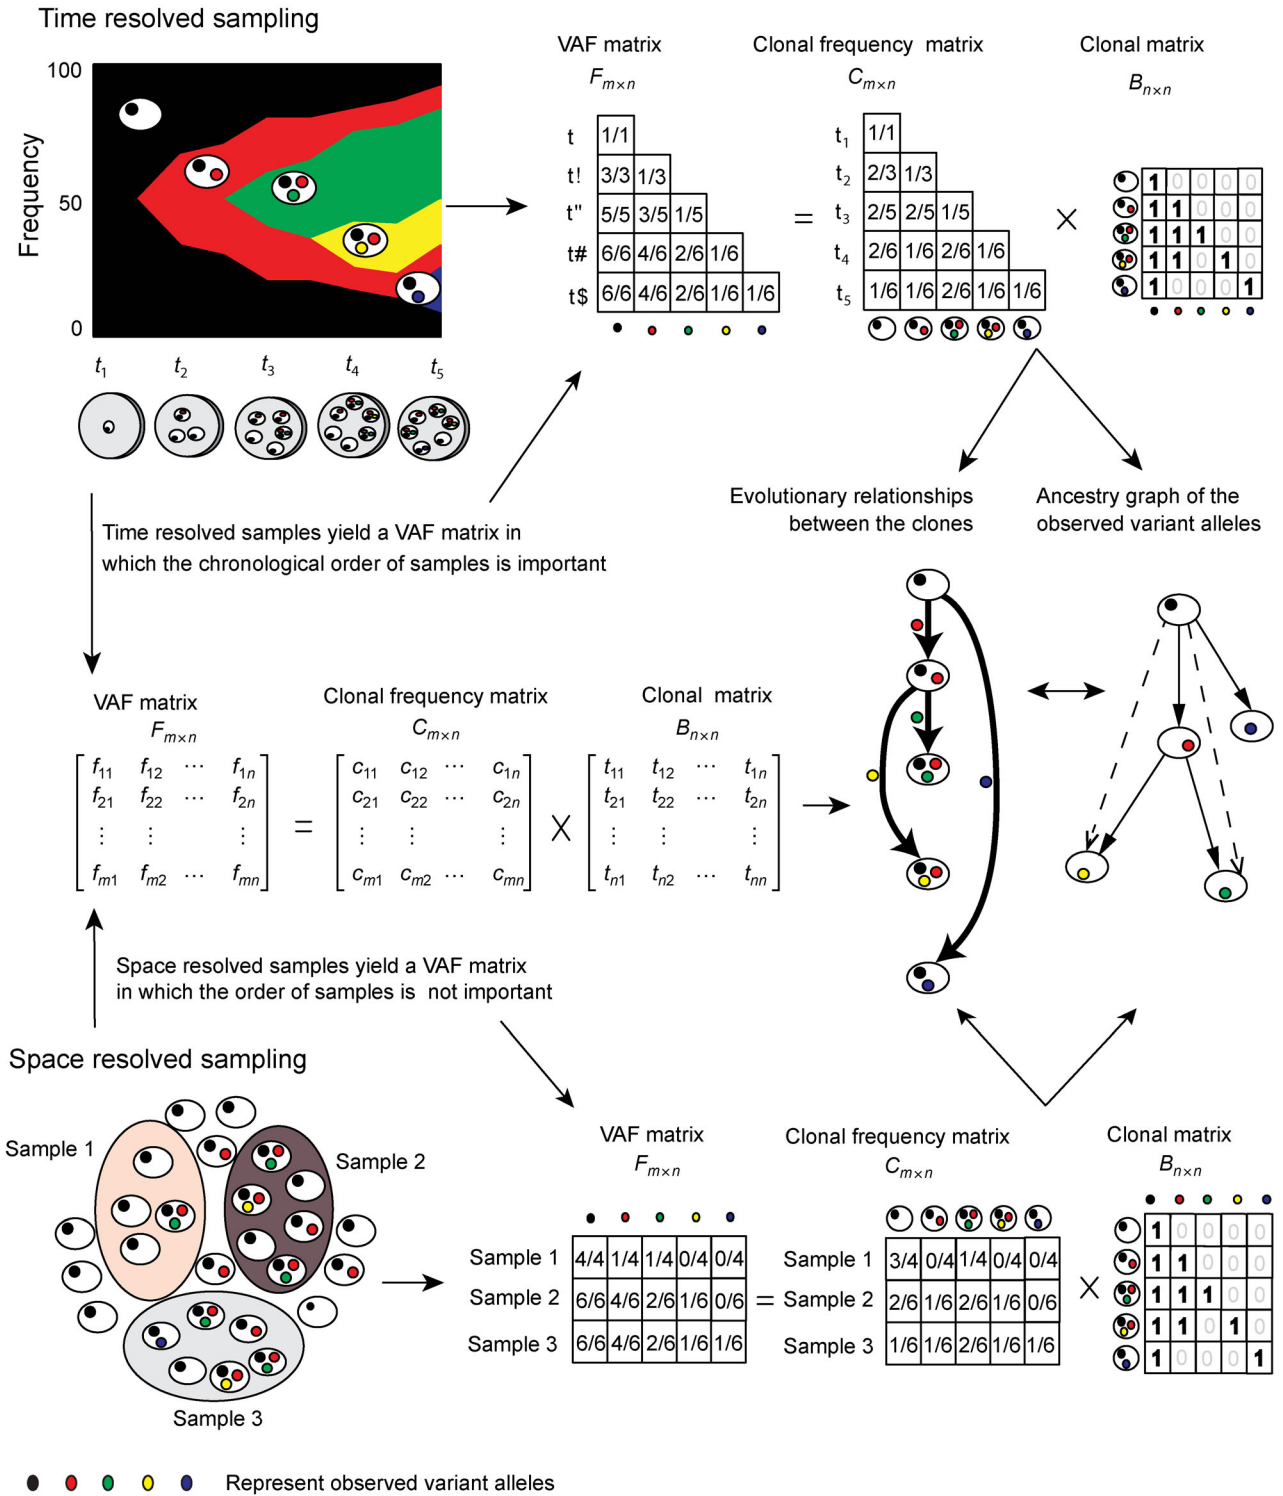 Time resolved sampling
VAF matrix
Clonal frequency matrix
Clonal matrix
F m×n
C m×n
B n×n
Frequency
100
50
0
t1 t2 t3 t4 t5
t 1/1
t! 3/3 1/3
t" 5/5 3/5 1/5
t# 6/6 4/6 2/6 1/6
t$ 6/6 4/6 2/6 1/6 1/6
=
t1 1/1
t2 2/3 1/3
t3 2/5 2/5 1/5
t4 2/6 1/6 2/6 1/6
t5 1/6 1/6 2/6 1/6 1/6
×
1 0 0 0 0
1 1 0 0 0
1 1 1 0 0
1 1 0 1 0
1 0 0 0 1
Time resolved samples yield a VAF matrix in
which the chronological order of samples is important
Evolutionary relationships
between the clones
Ancestry graph of the
observed variant alleles
VAF matrix
Clonal frequency matrix
Clonal matrix
F m×n
C m×n
B n×n
f11 f12 ⋯ f1n
f21 f22 ⋯ f2n
⋮ ⋮ ⋮
fm1 fm2 ⋯ fmn
=
c11 c12 ⋯ c1n
c21 c22 ⋯ c2n
⋮ ⋮ ⋮
cm1 cm2 ⋯ cmn
×
t11 t12 ⋯ t1n
t21 t22 ⋯ t2n
⋮ ⋮ ⋮
tn1 tn2 ⋯ tnn
Space resolved samples yield a VAF matrix
in which the order of samples is not important
Space resolved sampling
Sample 1
Sample 2
Sample 3
VAF matrix
Clonal frequency matrix
Clonal matrix
F m×n
C m×n
B n×n
Sample 1 4/4 1/4 1/4 0/4 0/4
Sample 2 6/6 4/6 2/6 1/6 0/6
Sample 3 6/6 4/6 2/6 1/6 1/6
=
Sample 1 3/4 0/4 1/4 0/4 0/4
Sample 2 2/6 1/6 2/6 1/6 0/6
Sample 3 1/6 1/6 2/6 1/6 1/6
×
1 0 0 0 0
1 1 0 0 0
1 1 1 0 0
1 1 0 1 0
1 0 0 0 1
Represent observed variant alleles